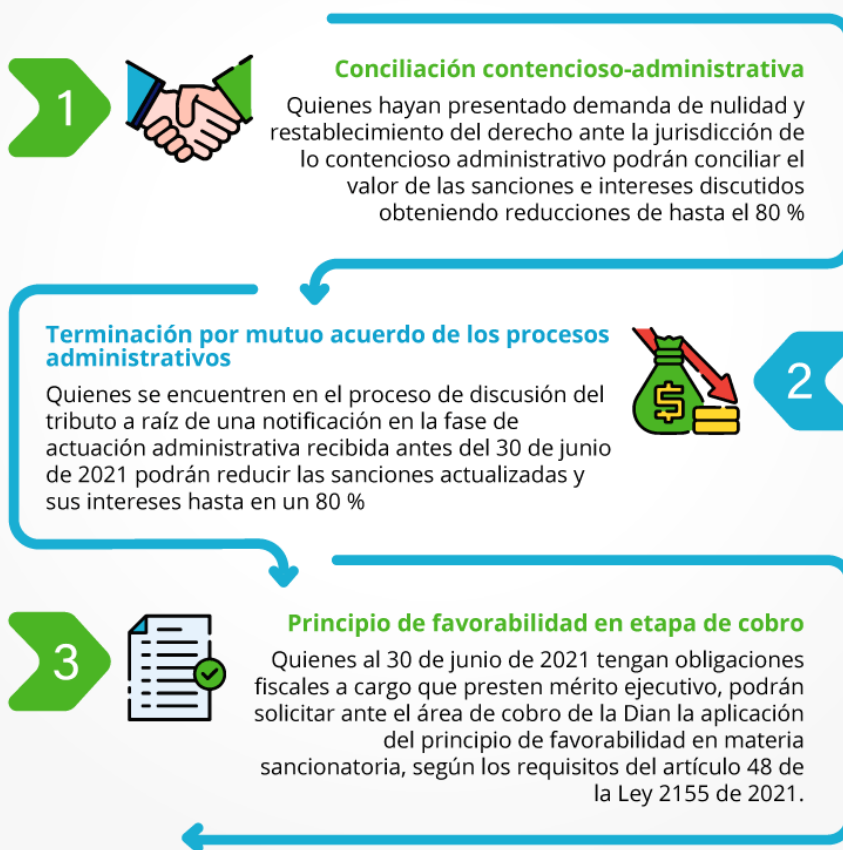 1
Conciliación contencioso-administrativa
Quienes hayan presentado demanda de nulidad y
restablecimiento del derecho ante la jurisdicción de
lo contencioso administrativo podrán conciliar el
valor de las sanciones e intereses discutidos
obteniendo reducciones de hasta el 80 %
Terminación por mutuo acuerdo de los procesos
administrativos
Quienes se encuentren en el proceso de discusión del
tributo a raíz de una notificación en la fase de
actuación administrativa recibida antes del 30 de junio
de 2021 podrán reducir las sanciones actualizadas y
sus intereses hasta en un 80 %
$
2
3
Principio de favorabilidad en etapa de cobro
Quienes al 30 de junio de 2021 tengan obligaciones
fiscales a cargo que presten mérito ejecutivo, podrán
solicitar ante el área de cobro de la Dian la aplicación
del principio de favorabilidad en materia
sancionatoria, según los requisitos del artículo 48 de
la Ley 2155 de 2021.